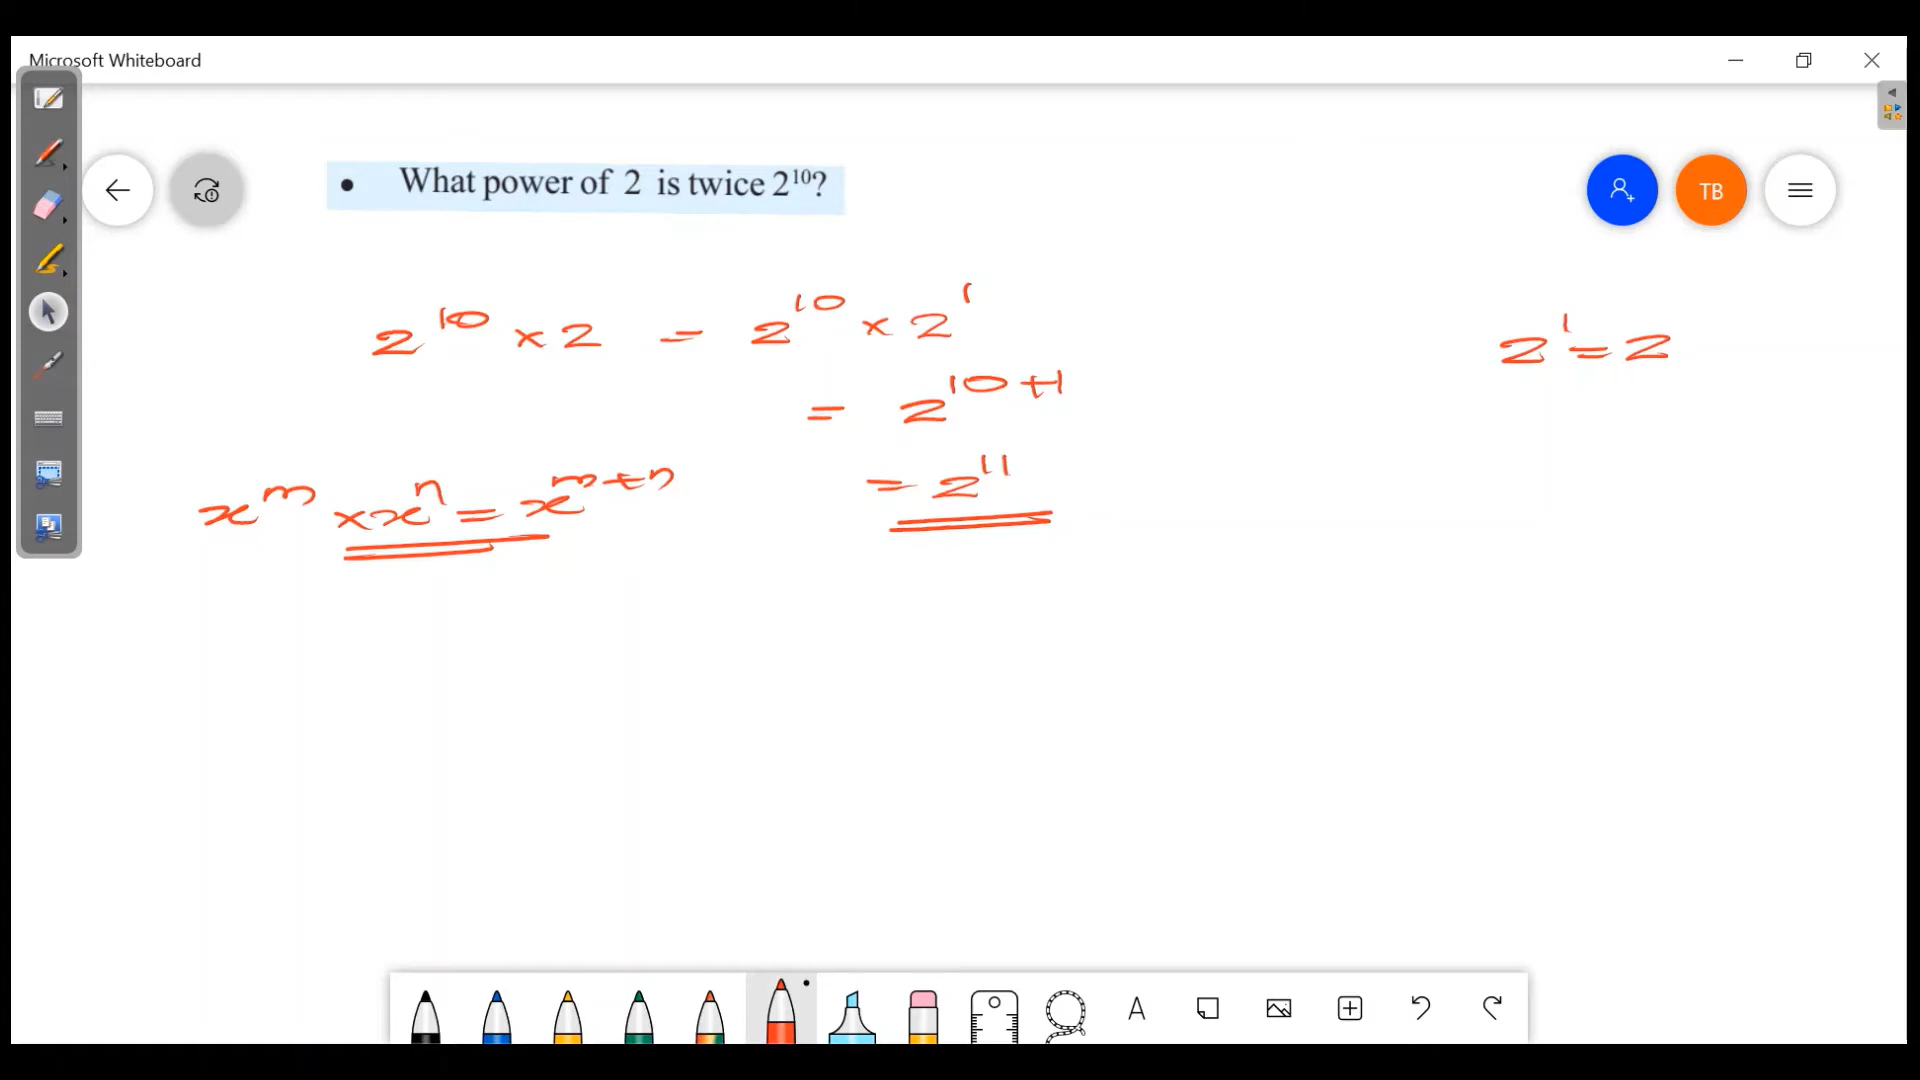 Microsoft Whiteboard
TB
• What power of 2 is twice 2¹⁰?
2¹⁰ × 2 = 2¹⁰ × 2¹
2¹ = 2
= 2¹⁰⁺¹
xᵐ × xⁿ = xᵐ⁺ⁿ
= 2¹¹
A